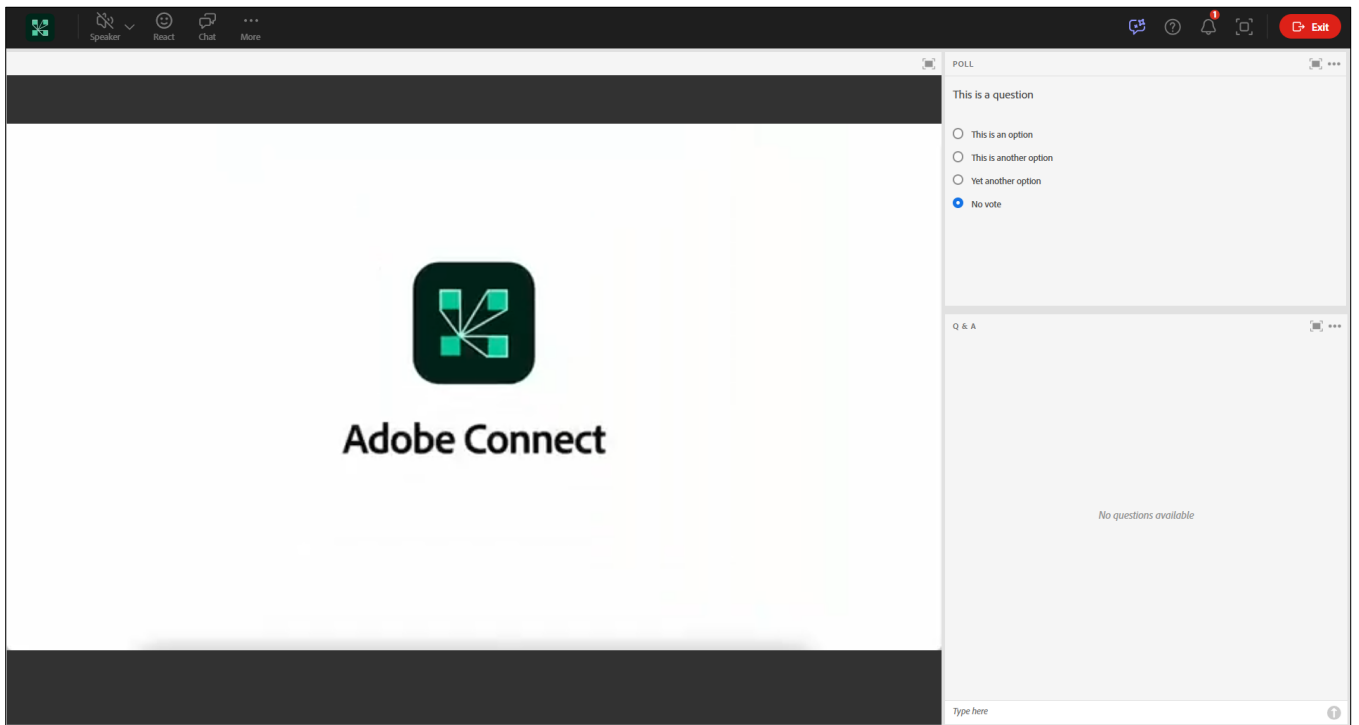 Speaker
React
Chat
More
1
Exit
POLL
This is a question
This is an option
This is another option
Yet another option
No vote
Adobe Connect
Q & A
No questions available
Type here